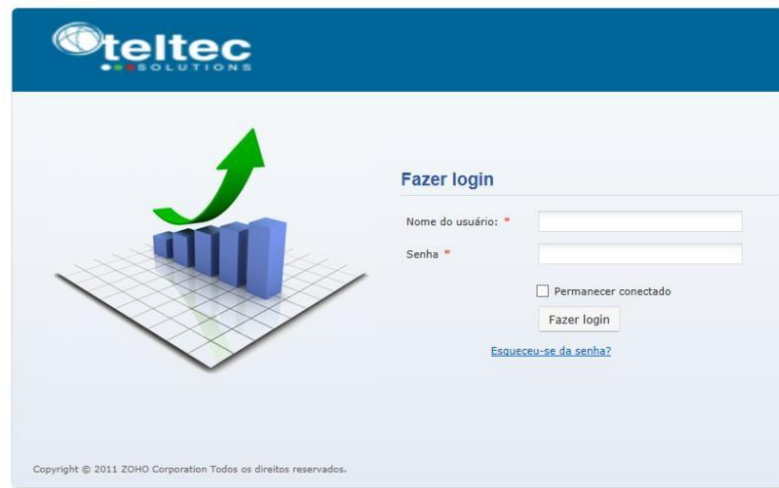 teltec
SOLUTIONS
Fazer login
Nome do usuário: *
Senha *
Permanecer conectado
Fazer login
Esqueceu-se da senha?
Copyright © 2011 ZOHO Corporation Todos os direitos reservados.